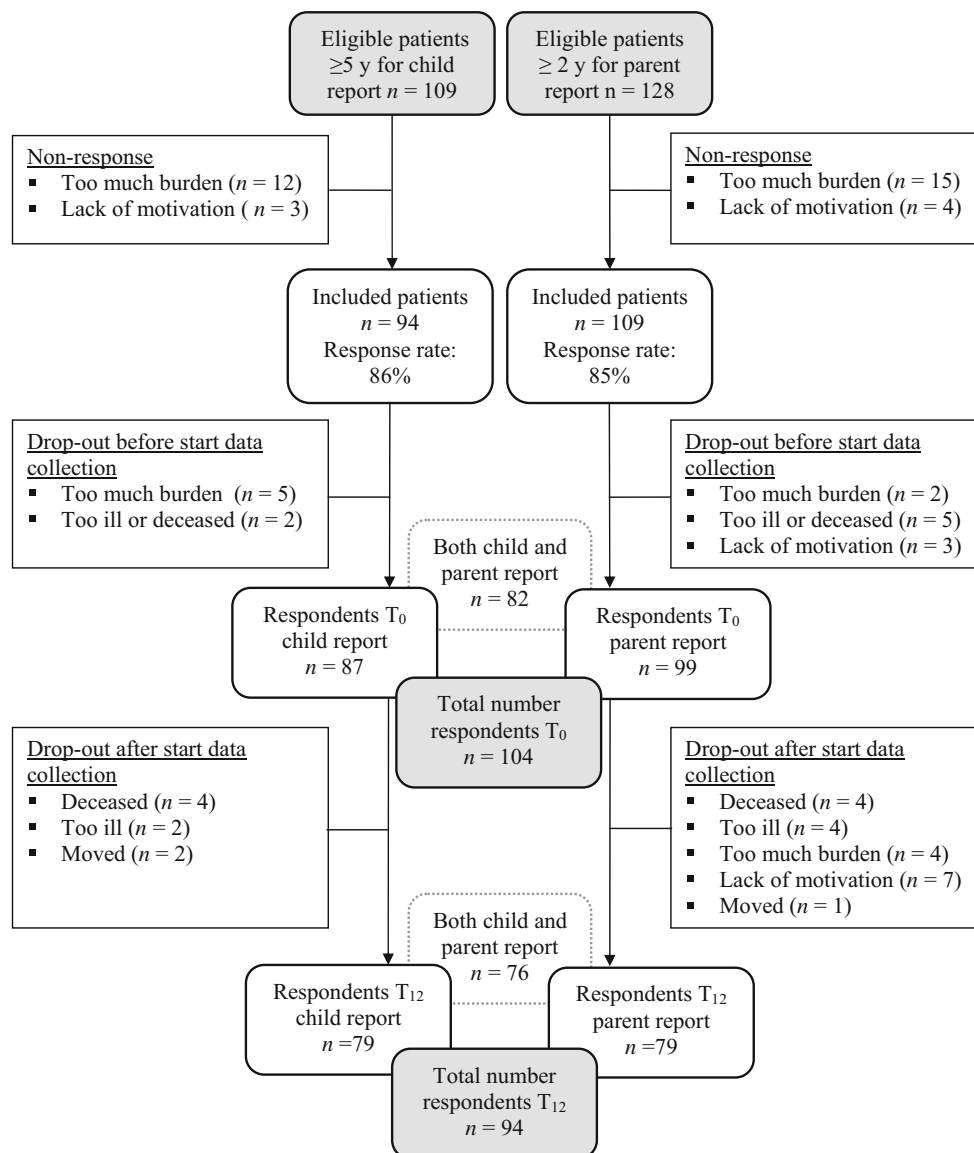 Eligible patients
≥5 y for child
report n = 109
Eligible patients
≥ 2 y for parent
report n = 128
Non-response
▪ Too much burden (n = 12)
▪ Lack of motivation ( n = 3)
Non-response
▪ Too much burden (n = 15)
▪ Lack of motivation (n = 4)
Included patients
n = 94
Response rate:
86%
Included patients
n = 109
Response rate:
85%
Drop-out before start data
collection
▪ Too much burden (n = 5)
▪ Too ill or deceased (n = 2)
Drop-out before start data
collection
▪ Too much burden (n = 2)
▪ Too ill or deceased (n = 5)
▪ Lack of motivation (n = 3)
Both child and
parent report
n = 82
Respondents T₀
child report
n = 87
Respondents T₀
parent report
n = 99
Total number
respondents T₀
n = 104
Drop-out after start data
collection
▪ Deceased (n = 4)
▪ Too ill (n = 2)
▪ Moved (n = 2)
Drop-out after start data
collection
▪ Deceased (n = 4)
▪ Too ill (n = 4)
▪ Too much burden (n = 4)
▪ Lack of motivation (n = 7)
▪ Moved (n = 1)
Both child and
parent report
n = 76
Respondents T₁₂
child report
n =79
Respondents T₁₂
parent report
n =79
Total number
respondents T₁₂
n = 94